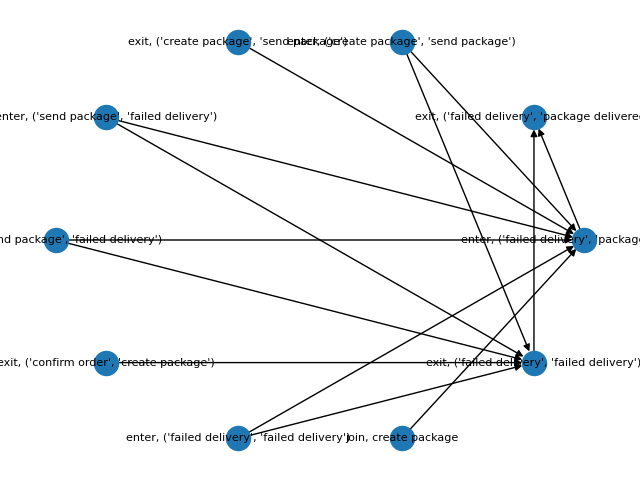 exit, ('create package', 'send package')
enter, ('create package', 'send package')
enter, ('send package', 'failed delivery')
exit, ('failed delivery', 'package delivered
nd package', 'failed delivery')
enter, ('failed delivery', 'package
exit, ('confirm order', 'create package')
exit, ('failed delivery', 'failed delivery')
enter, ('failed delivery', 'failed delivery')
join, create package